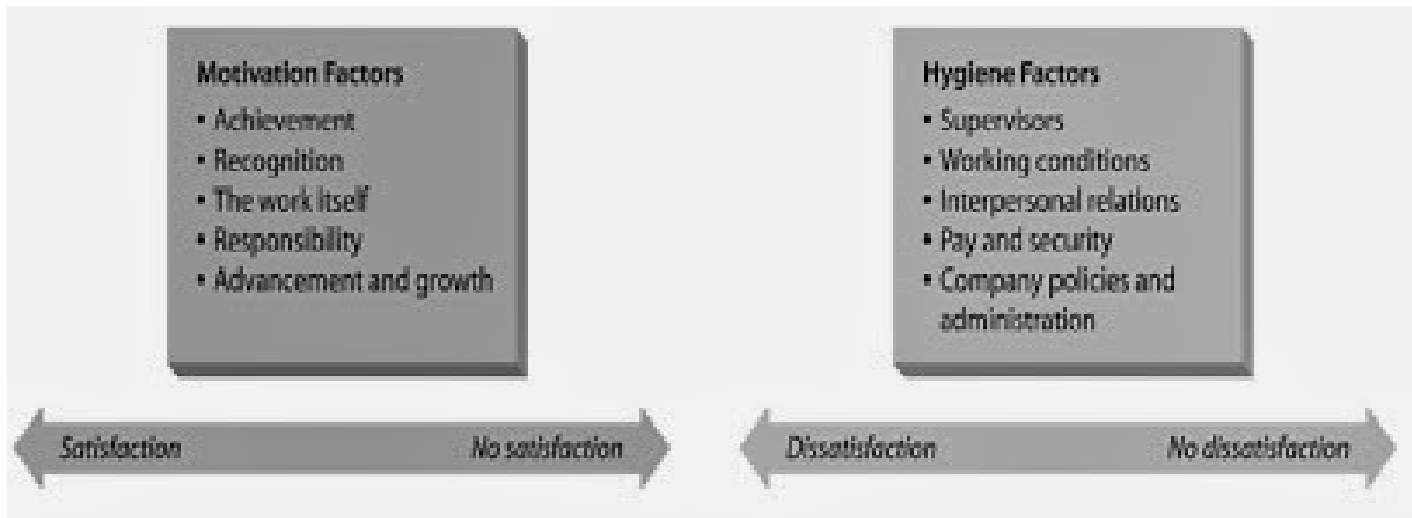 Motivation Factors
• Achievement
• Recognition
• The work itself
• Responsibility
• Advancement and growth
Satisfaction
No satisfaction
Hygiene Factors
• Supervisors
• Working conditions
• Interpersonal relations
• Pay and security
• Company policies and
administration
Dissatisfaction
No dissatisfaction